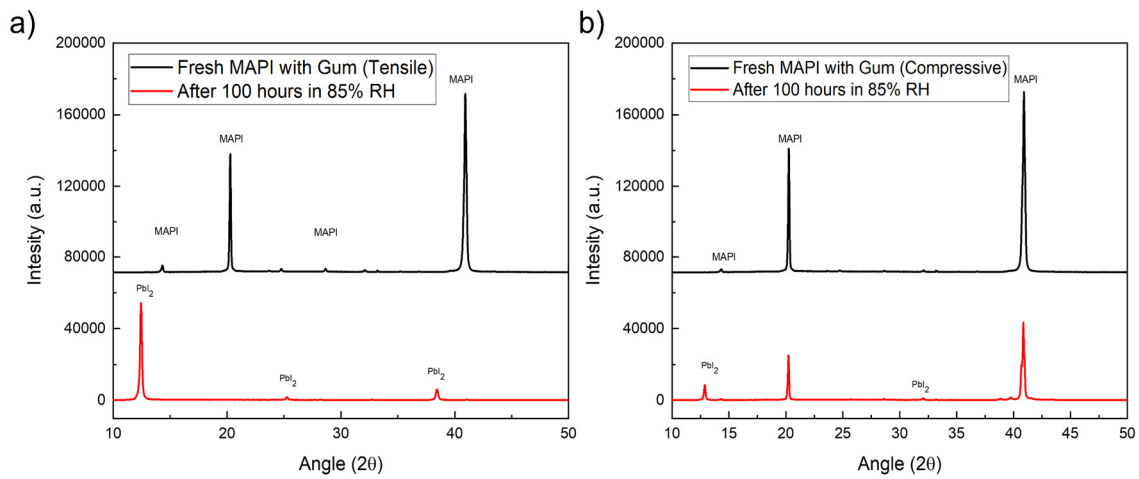 a)
200000
160000
120000
80000
40000
0
Intesity (a.u.)
Fresh MAPI with Gum (Tensile)
After 100 hours in 85% RH
MAPI
MAPI
MAPI
MAPI
PbI2
PbI2
PbI2
10 20 30 40 50
Angle (2θ)
b)
200000
160000
120000
80000
40000
0
Intesity (a.u.)
Fresh MAPI with Gum (Compressive)
After 100 hours in 85% RH
MAPI
MAPI
MAPI
PbI2
PbI2
10 15 20 25 30 35 40 45 50
Angle (2θ)